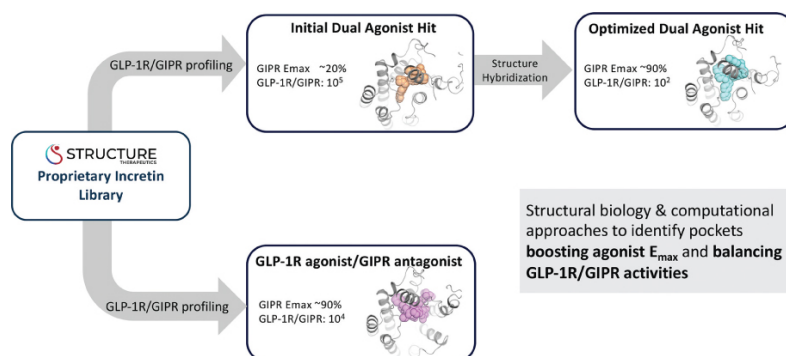 Initial Dual Agonist Hit
GIPR Emax ~20%
GLP-1R/GIPR: 10⁵
Structure
Hybridization
Optimized Dual Agonist Hit
GIPR Emax ~90%
GLP-1R/GIPR: 10²
GLP-1R/GIPR profiling
STRUCTURE
THERAPEUTICS
Proprietary Incretin
Library
GLP-1R/GIPR profiling
GLP-1R agonist/GIPR antagonist
GIPR Emax ~90%
GLP-1R/GIPR: 10⁴
Structural biology & computational
approaches to identify pockets
boosting agonist Eₘₐₓ and balancing
GLP-1R/GIPR activities